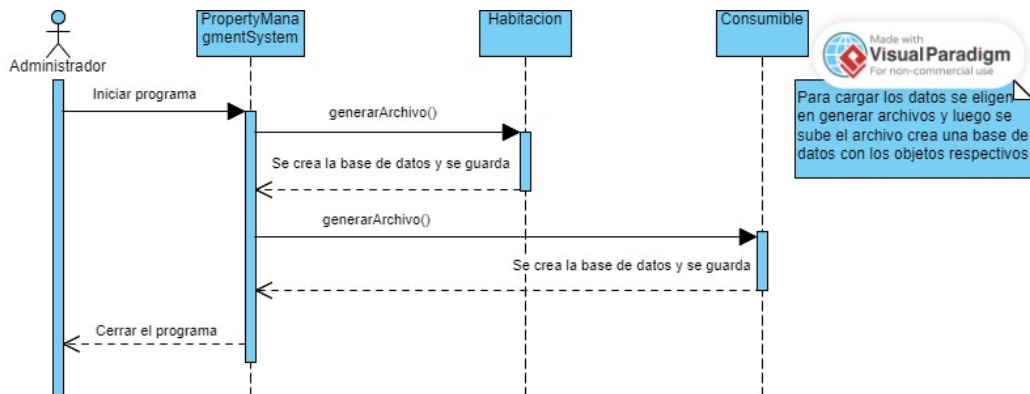 PropertyMana
gmentSystem
Habitacion
Consumible
Made with
Visual Paradigm
For non-commercial use
Administrador
Para cargar los datos se eligen
en generar archivos y luego se
sube el archivo crea una base de
datos con los objetos respectivos
Iniciar programa
generarArchivo()
Se crea la base de datos y se guarda
generarArchivo()
Se crea la base de datos y se guarda
Cerrar el programa